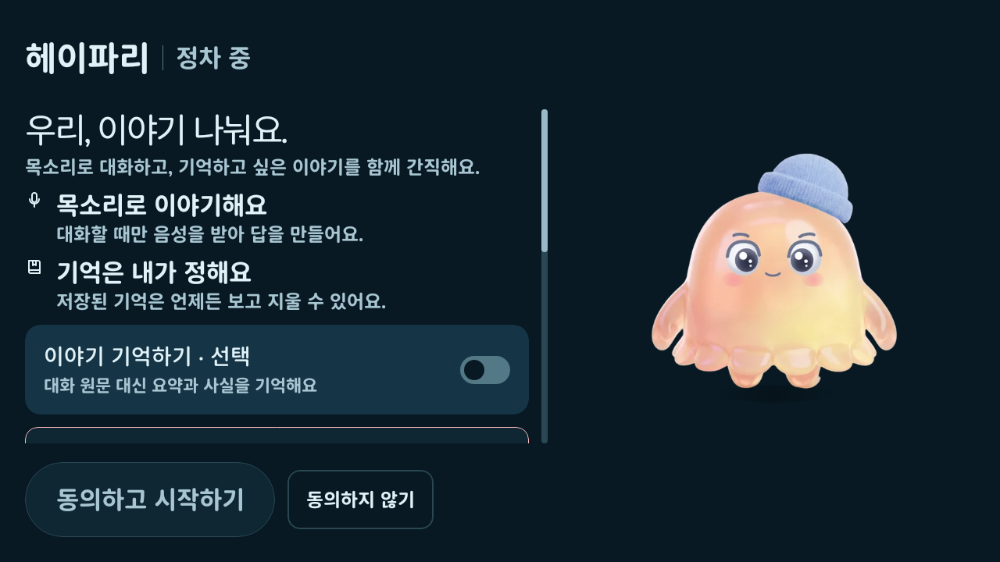 헤이파리
정차 중
우리, 이야기 나눠요.
목소리로 대화하고, 기억하고 싶은 이야기를 함께 간직해요.
목소리로 이야기해요
대화할 때만 음성을 받아 답을 만들어요.
기억은 내가 정해요
저장된 기억은 언제든 보고 지울 수 있어요.
이야기 기억하기 · 선택
대화 원문 대신 요약과 사실을 기억해요
동의하고 시작하기
동의하지 않기